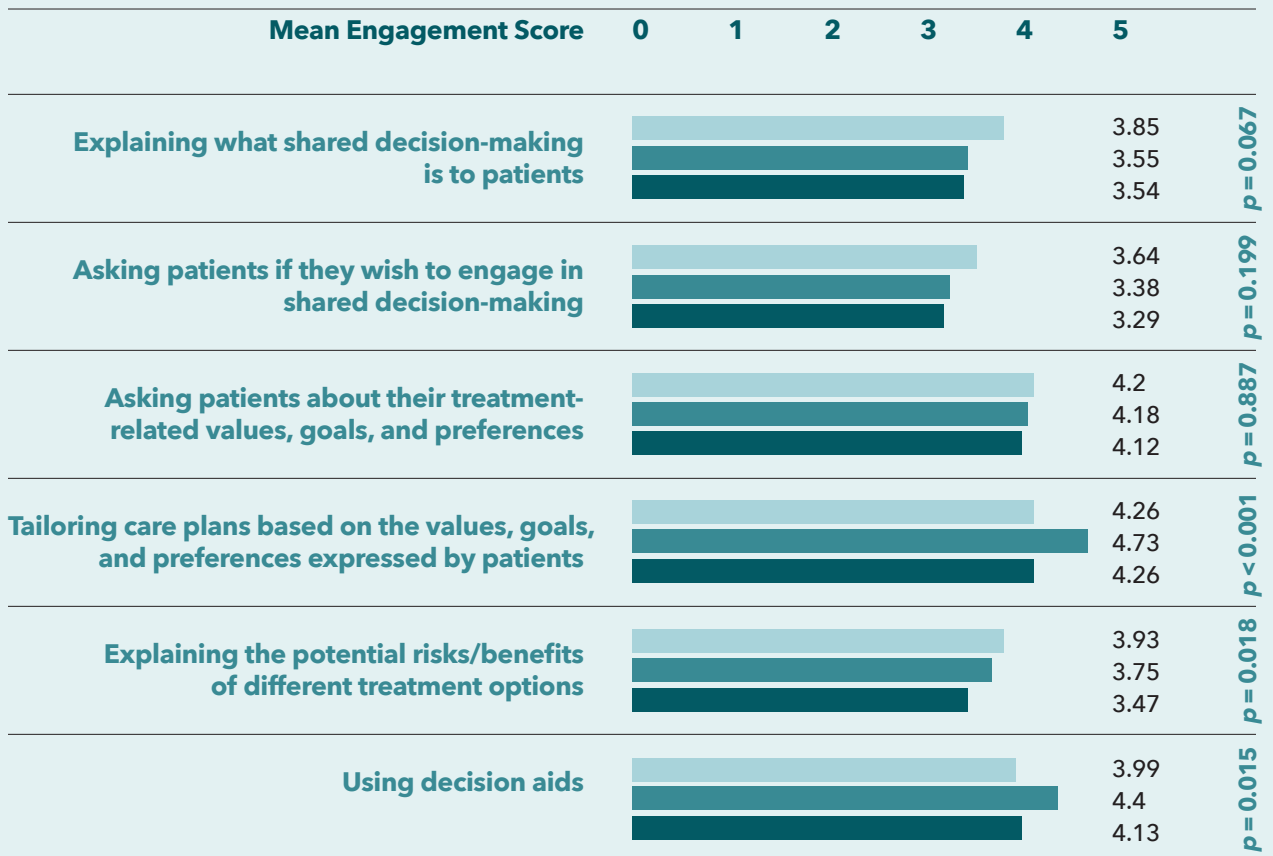 Mean Engagement Score 0 1 2 3 4 5
Explaining what shared decision-making
is to patients
3.85
3.55
3.54
p = 0.067
Asking patients if they wish to engage in
shared decision-making
3.64
3.38
3.29
p = 0.199
Asking patients about their treatment-
related values, goals, and preferences
4.2
4.18
4.12
p = 0.887
Tailoring care plans based on the values, goals,
and preferences expressed by patients
4.26
4.73
4.26
p < 0.001
Explaining the potential risks/benefits
of different treatment options
3.93
3.75
3.47
p = 0.018
Using decision aids
3.99
4.4
4.13
p = 0.015